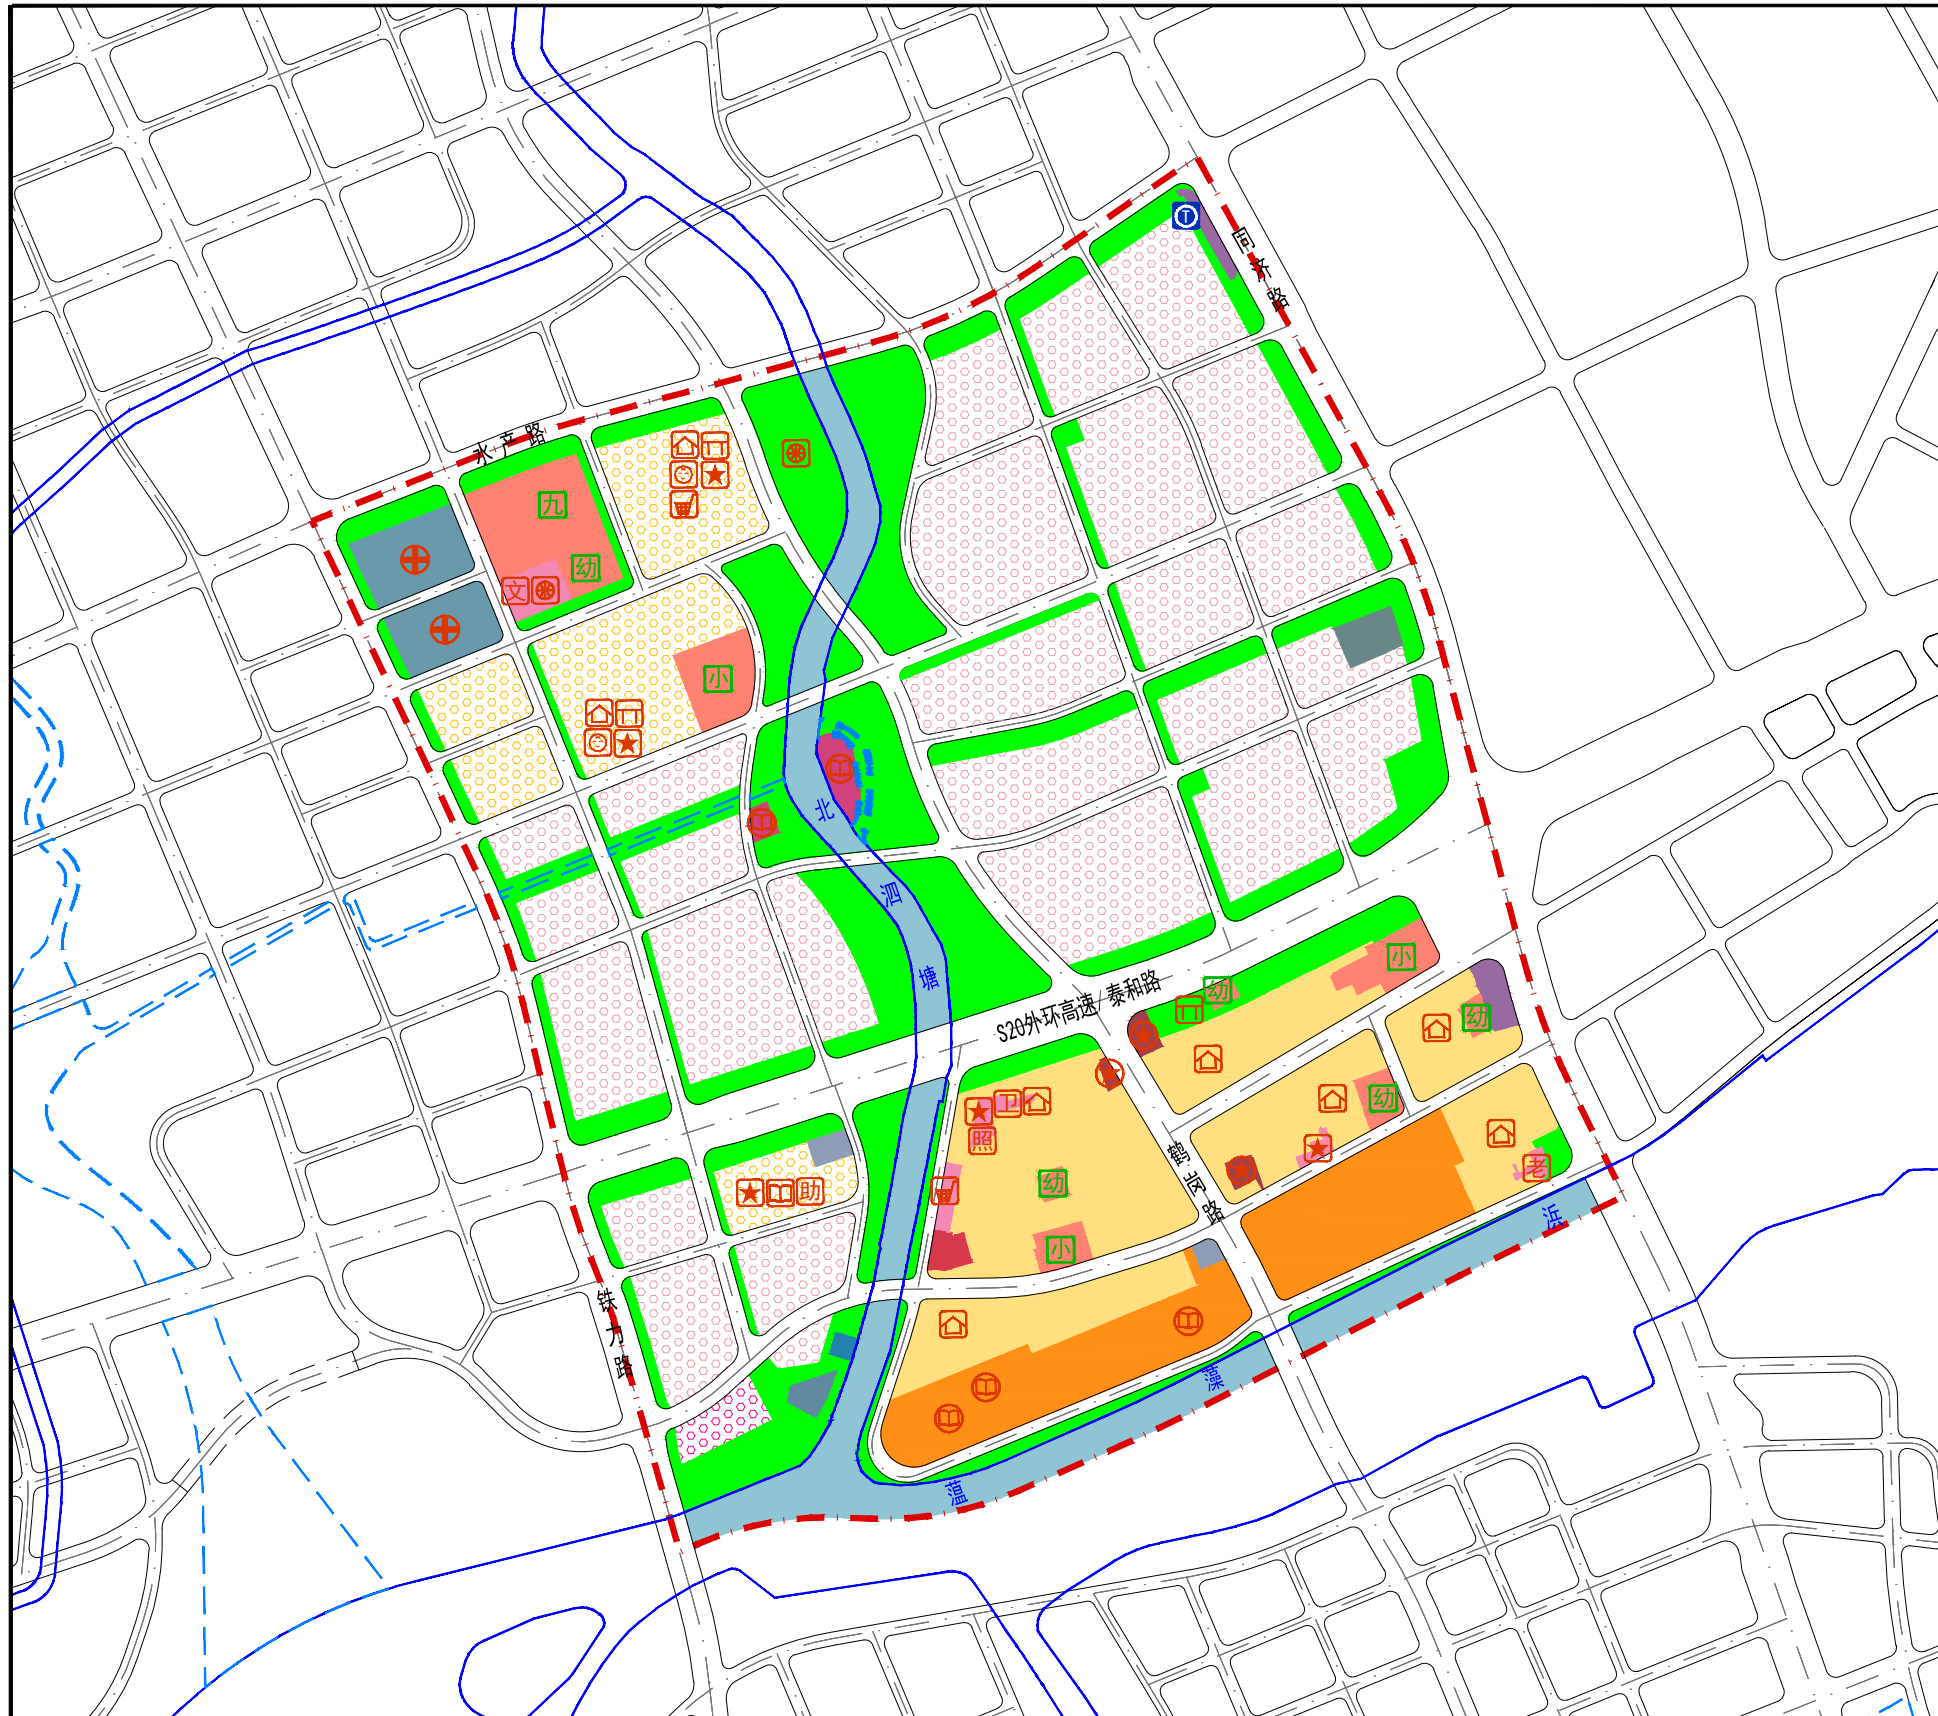 T
同济路
水产路
九
幼
文
小
北泗塘
S20外环高速/泰和路
小
幼
幼
卫
照
幼
幼
鹤岗路
老
助
小
浜
铁力路
藻
蕰